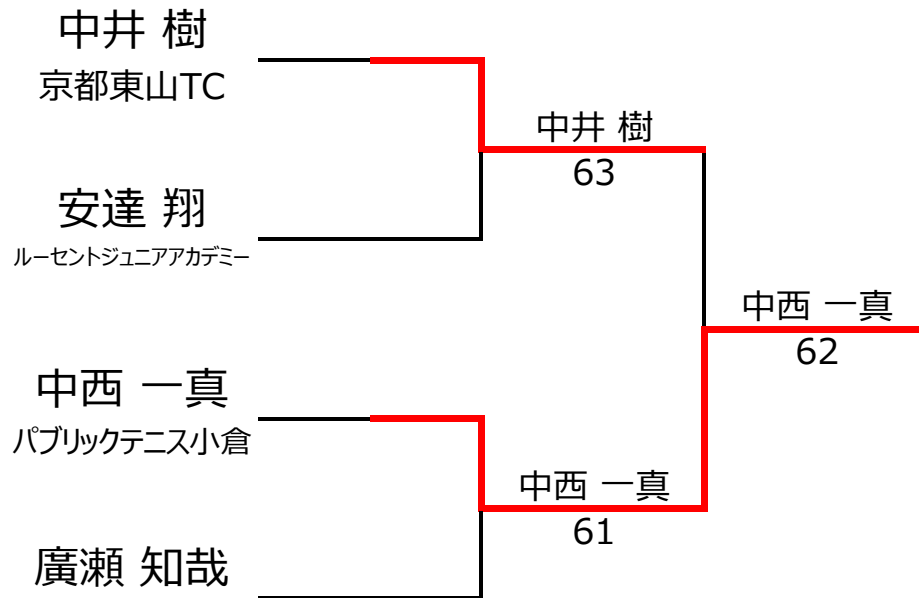 中井 樹
京都東山TC
中井 樹
63
安達 翔
ルーセントジュニアアカデミー
中西 一真
62
中西 一真
パブリックテニス小倉
中西 一真
61
廣瀬 知哉